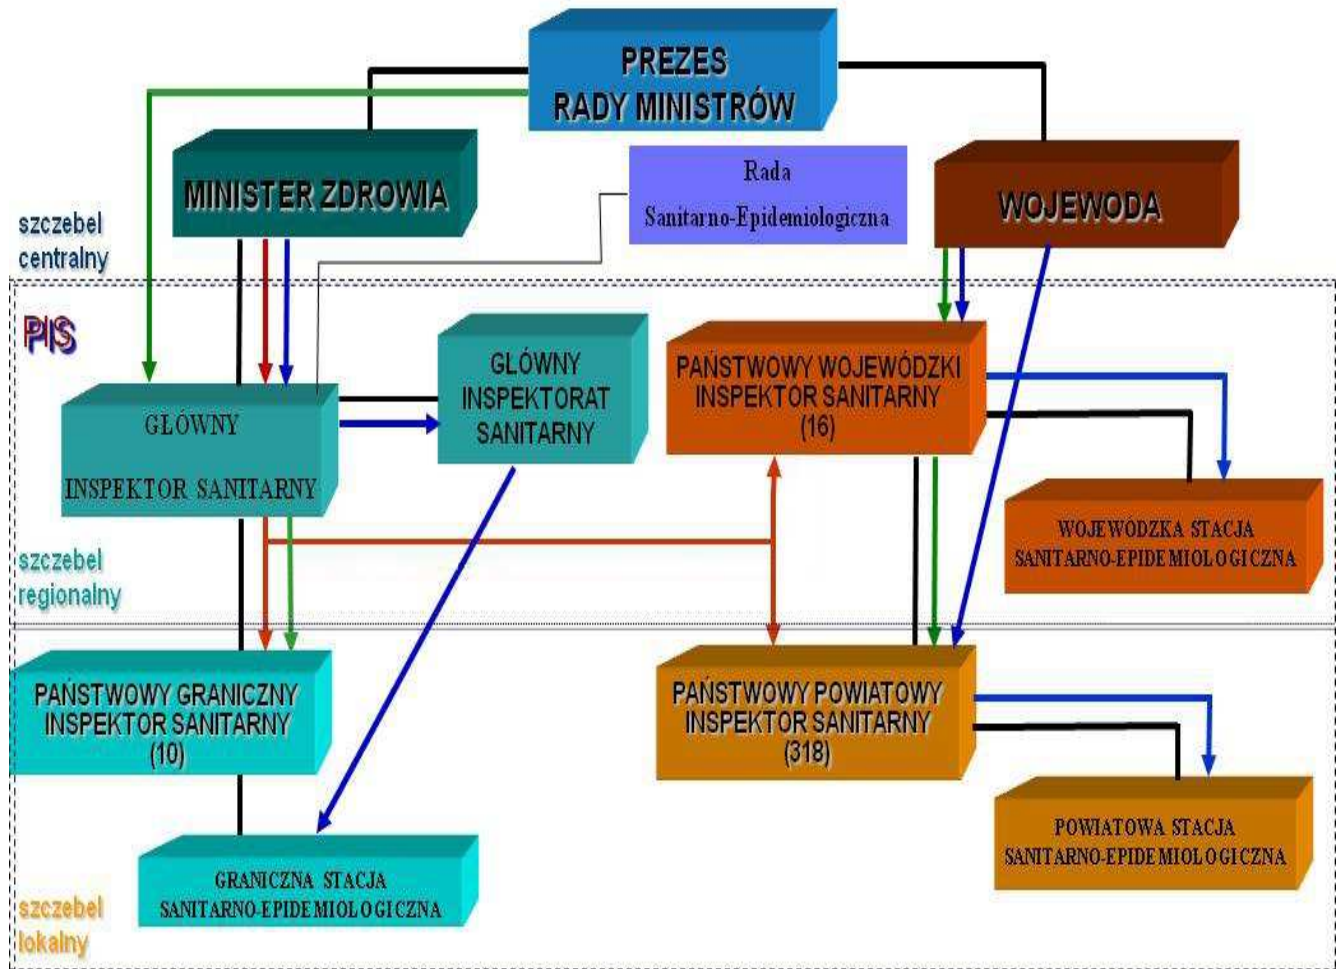 PREZES
RADY MINISTRÓW
MINISTER ZDROWIA
Rada
Sanitarno-Epidemiologiczna
WOJEWODA
szczebel
centralny
PIS
GŁÓWNY
INSPEKTOR SANITARNY
GŁÓWNY
INSPEKTORAT
SANITARNY
PAŃSTWOWY WOJEWÓDZKI
INSPEKTOR SANITARNY
(16)
WOJEWÓDZKA STACJA
SANITARNO-EPIDEMIOLOGICZNA
szczebel
regionalny
PAŃSTWOWY GRANICZNY
INSPEKTOR SANITARNY
(10)
PAŃSTWOWY POWIATOWY
INSPEKTOR SANITARNY
(318)
POWIATOWA STACJA
SANITARNO-EPIDEMIOLOGICZNA
GRANICZNA STACJA
SANITARNO-EPIDEMIOLOGICZNA
szczebel
lokalny